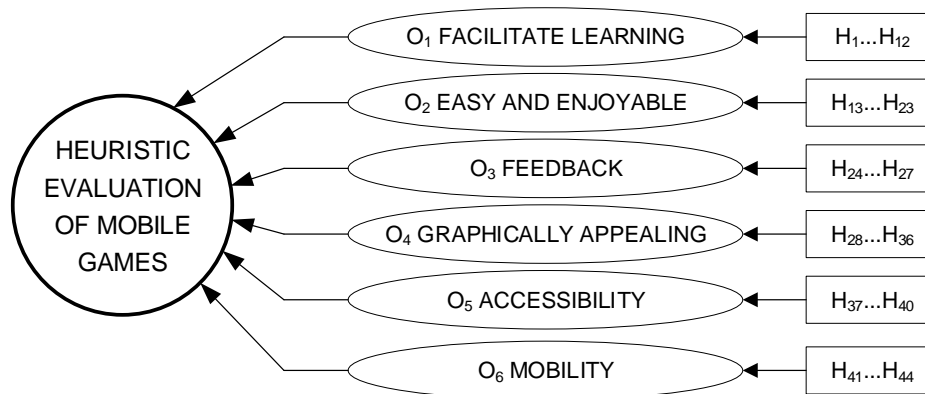 HEURISTIC
EVALUATION
OF MOBILE
GAMES
O₁ FACILITATE LEARNING
H₁...H₁₂
O₂ EASY AND ENJOYABLE
H₁₃...H₂₃
O₃ FEEDBACK
H₂₄...H₂₇
O₄ GRAPHICALLY APPEALING
H₂₈...H₃₆
O₅ ACCESSIBILITY
H₃₇...H₄₀
O₆ MOBILITY
H₄₁...H₄₄